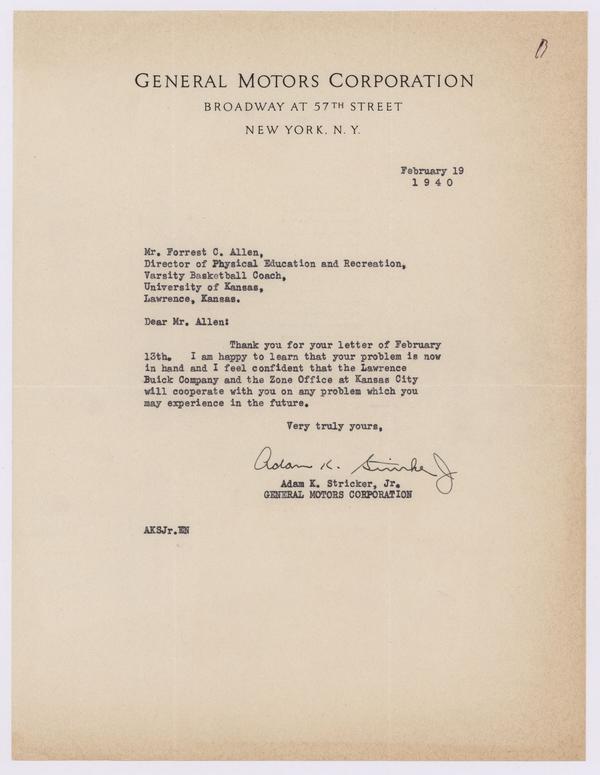 B
GENERAL MOTORS CORPORATION
BROADWAY AT 57TH STREET
NEW YORK, N. Y.
February 19
1 9 4 0
Mr. Forrest C. Allen,
Director of Physical Education and Recreation,
Varsity Basketball Coach,
University of Kansas,
Lawrence, Kansas.
Dear Mr. Allen:
Thank you for your letter of February
13th. I am happy to learn that your problem is now
in hand and I feel confident that the Lawrence
Buick Company and the Zone Office at Kansas City
will cooperate with you on any problem which you
may experience in the future.
Very truly yours,
Adam K. Stricker Jr
Adam K. Stricker, Jr.
GENERAL MOTORS CORPORATION
AKSJr.EN